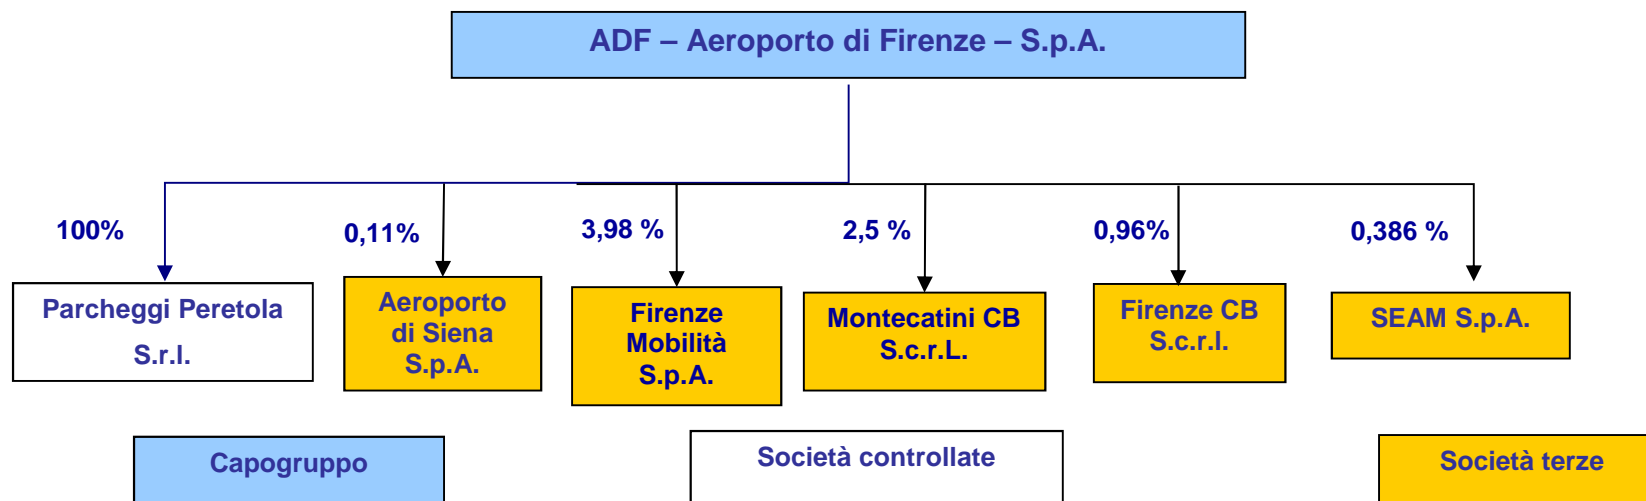 ADF – Aeroporto di Firenze – S.p.A.
100%
0,11%
3,98 %
2,5 %
0,96%
0,386 %
Parcheggi Peretola
S.r.l.
Aeroporto
di Siena
S.p.A.
Firenze
Mobilità
S.p.A.
Montecatini CB
S.c.r.L.
Firenze CB
S.c.r.l.
SEAM S.p.A.
Capogruppo
Società controllate
Società terze